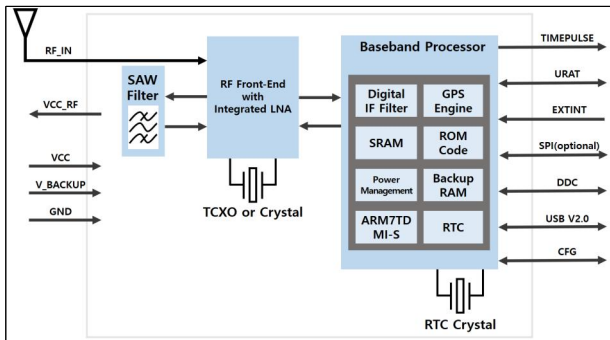 RF_IN
VCC_RF
VCC
V_BACKUP
GND
SAW
Filter
RF Front-End
with
Integrated LNA
TCXO or Crystal
Baseband Processor
Digital
IF Filter
GPS
Engine
SRAM
ROM
Code
Power
Management
Backup
RAM
ARM7TD
MI-S
RTC
RTC Crystal
TIMEPULSE
URAT
EXTINT
SPI(optional)
DDC
USB V2.0
CFG